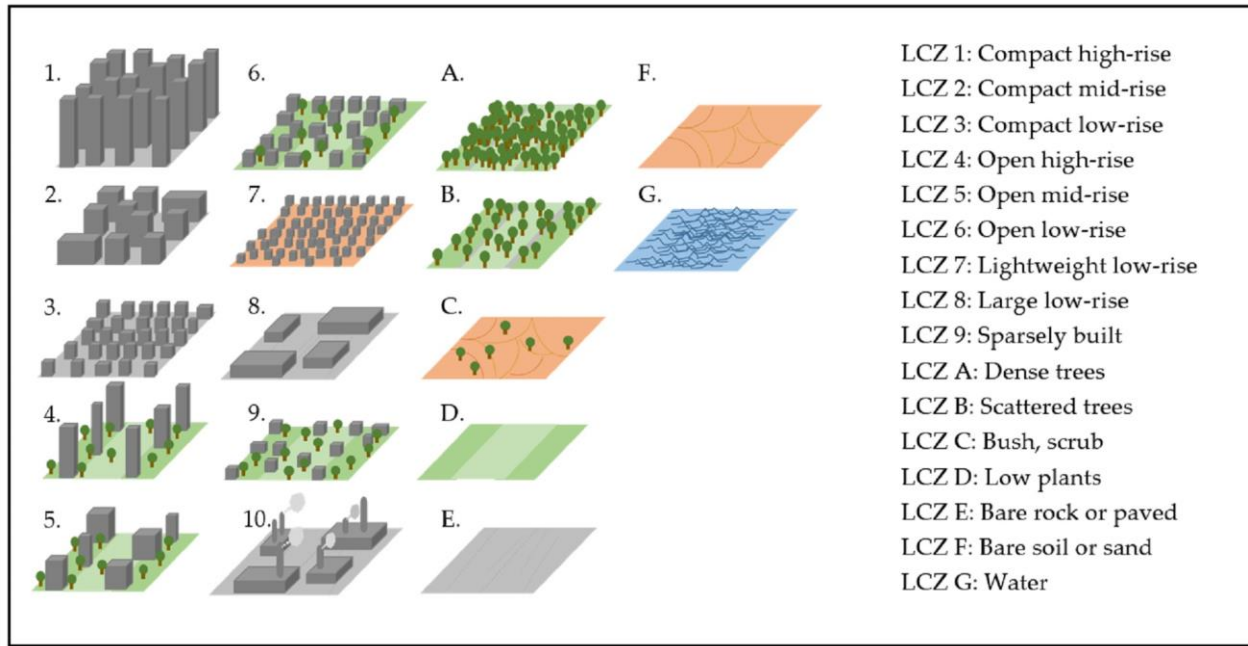 1.
6.
A.
F.
2.
7.
B.
G.
3.
8.
C.
4.
9.
D.
5.
10.
E.
LCZ 1: Compact high-rise
LCZ 2: Compact mid-rise
LCZ 3: Compact low-rise
LCZ 4: Open high-rise
LCZ 5: Open mid-rise
LCZ 6: Open low-rise
LCZ 7: Lightweight low-rise
LCZ 8: Large low-rise
LCZ 9: Sparsely built
LCZ A: Dense trees
LCZ B: Scattered trees
LCZ C: Bush, scrub
LCZ D: Low plants
LCZ E: Bare rock or paved
LCZ F: Bare soil or sand
LCZ G: Water